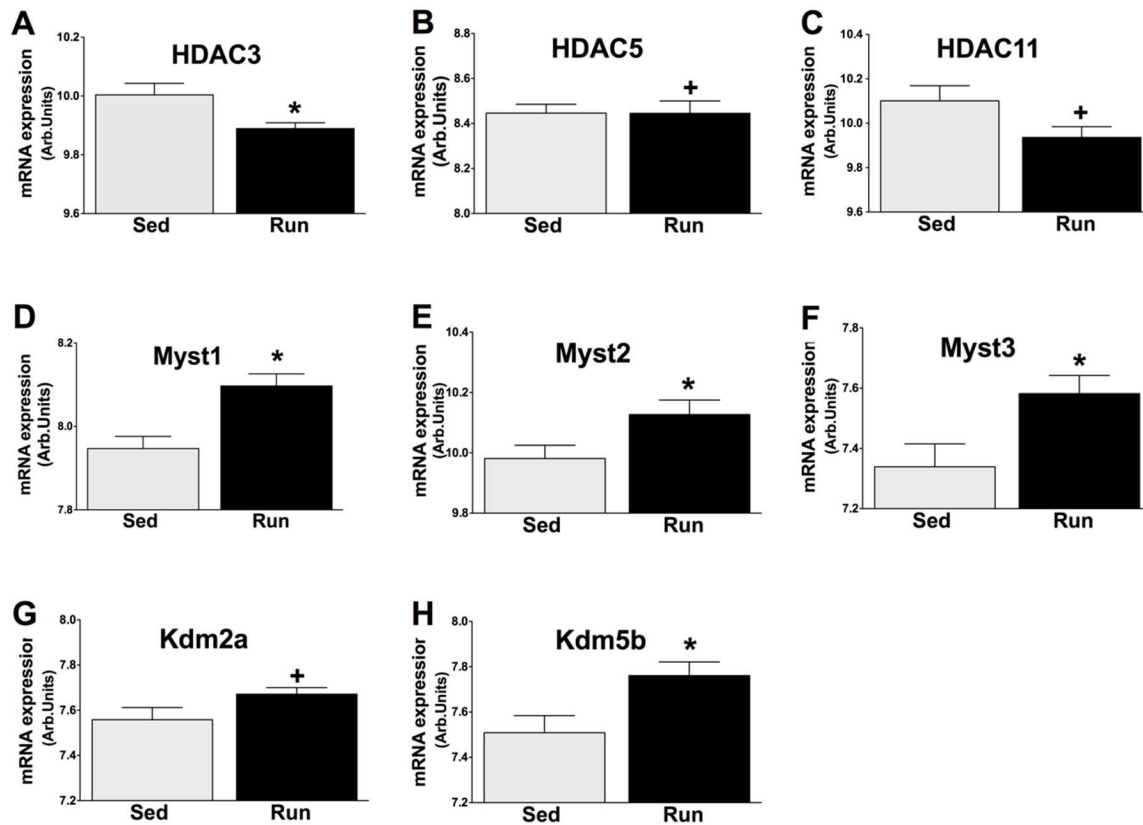 A
HDAC3
mRNA expression
(Arb.Units)
10.2
10.0
9.8
9.6
*
Sed Run
B
HDAC5
mRNA expression
(Arb.Units)
8.8
8.6
8.4
8.2
8.0
+
Sed Run
C
HDAC11
mRNA expression
(Arb.Units)
10.4
10.2
10.0
9.8
9.6
+
Sed Run
D
Myst1
mRNA expression
(Arb.Units)
8.2
8.0
7.8
*
Sed Run
E
Myst2
mRNA expression
(Arb.Units)
10.4
10.2
10.0
9.8
*
Sed Run
F
Myst3
mRNA expression
(Arb.Units)
7.8
7.6
7.4
7.2
*
Sed Run
G
Kdm2a
mRNA expression
(Arb.Units)
8.0
7.8
7.6
7.4
7.2
+
Sed Run
H
Kdm5b
mRNA expression
(Arb.Units)
8.0
7.8
7.6
7.4
7.2
*
Sed Run